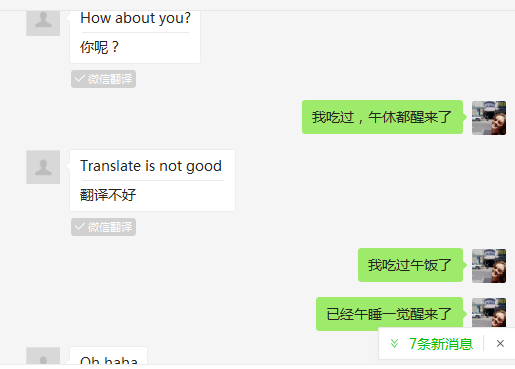 How about you?
你呢？
微信翻译
我吃过，午休都醒来了
Translate is not good
翻译不好
微信翻译
我吃过午饭了
已经午睡一觉醒来了
7条新消息
Oh haha